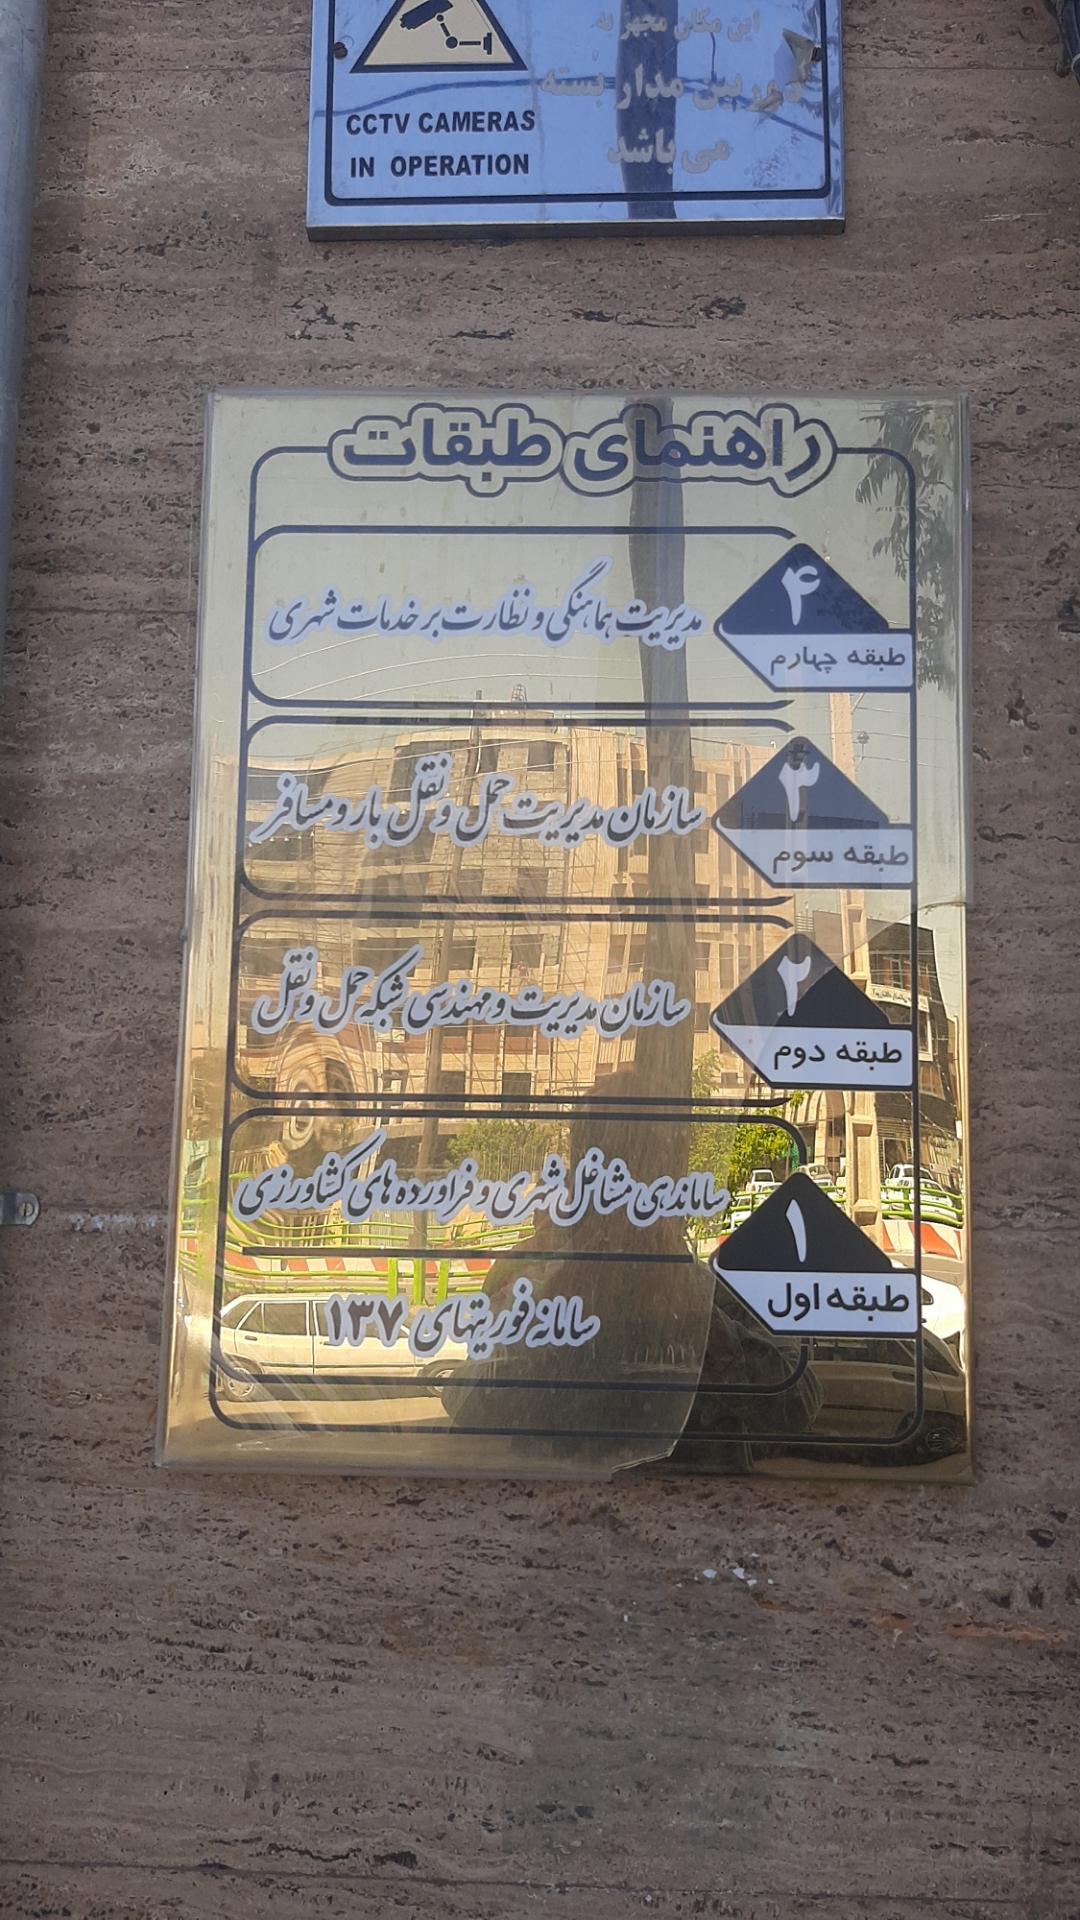 این مکان مجهز به
دوربین مدار بسته
می باشد
CCTV CAMERAS
IN OPERATION
راهنمای طبقات
۴
طبقه چهارم
مدیریت هماهنگی و نظارت بر خدمات شهری
۳
طبقه سوم
سازمان مدیریت حمل و نقل بار و مسافر
۲
طبقه دوم
سازمان مدیریت و مهندسی شبکه حمل و نقل
۱
طبقه اول
ساماندهی مشاغل شهری و فراورده های کشاورزی
سامانه فوریتهای ۱۳۷